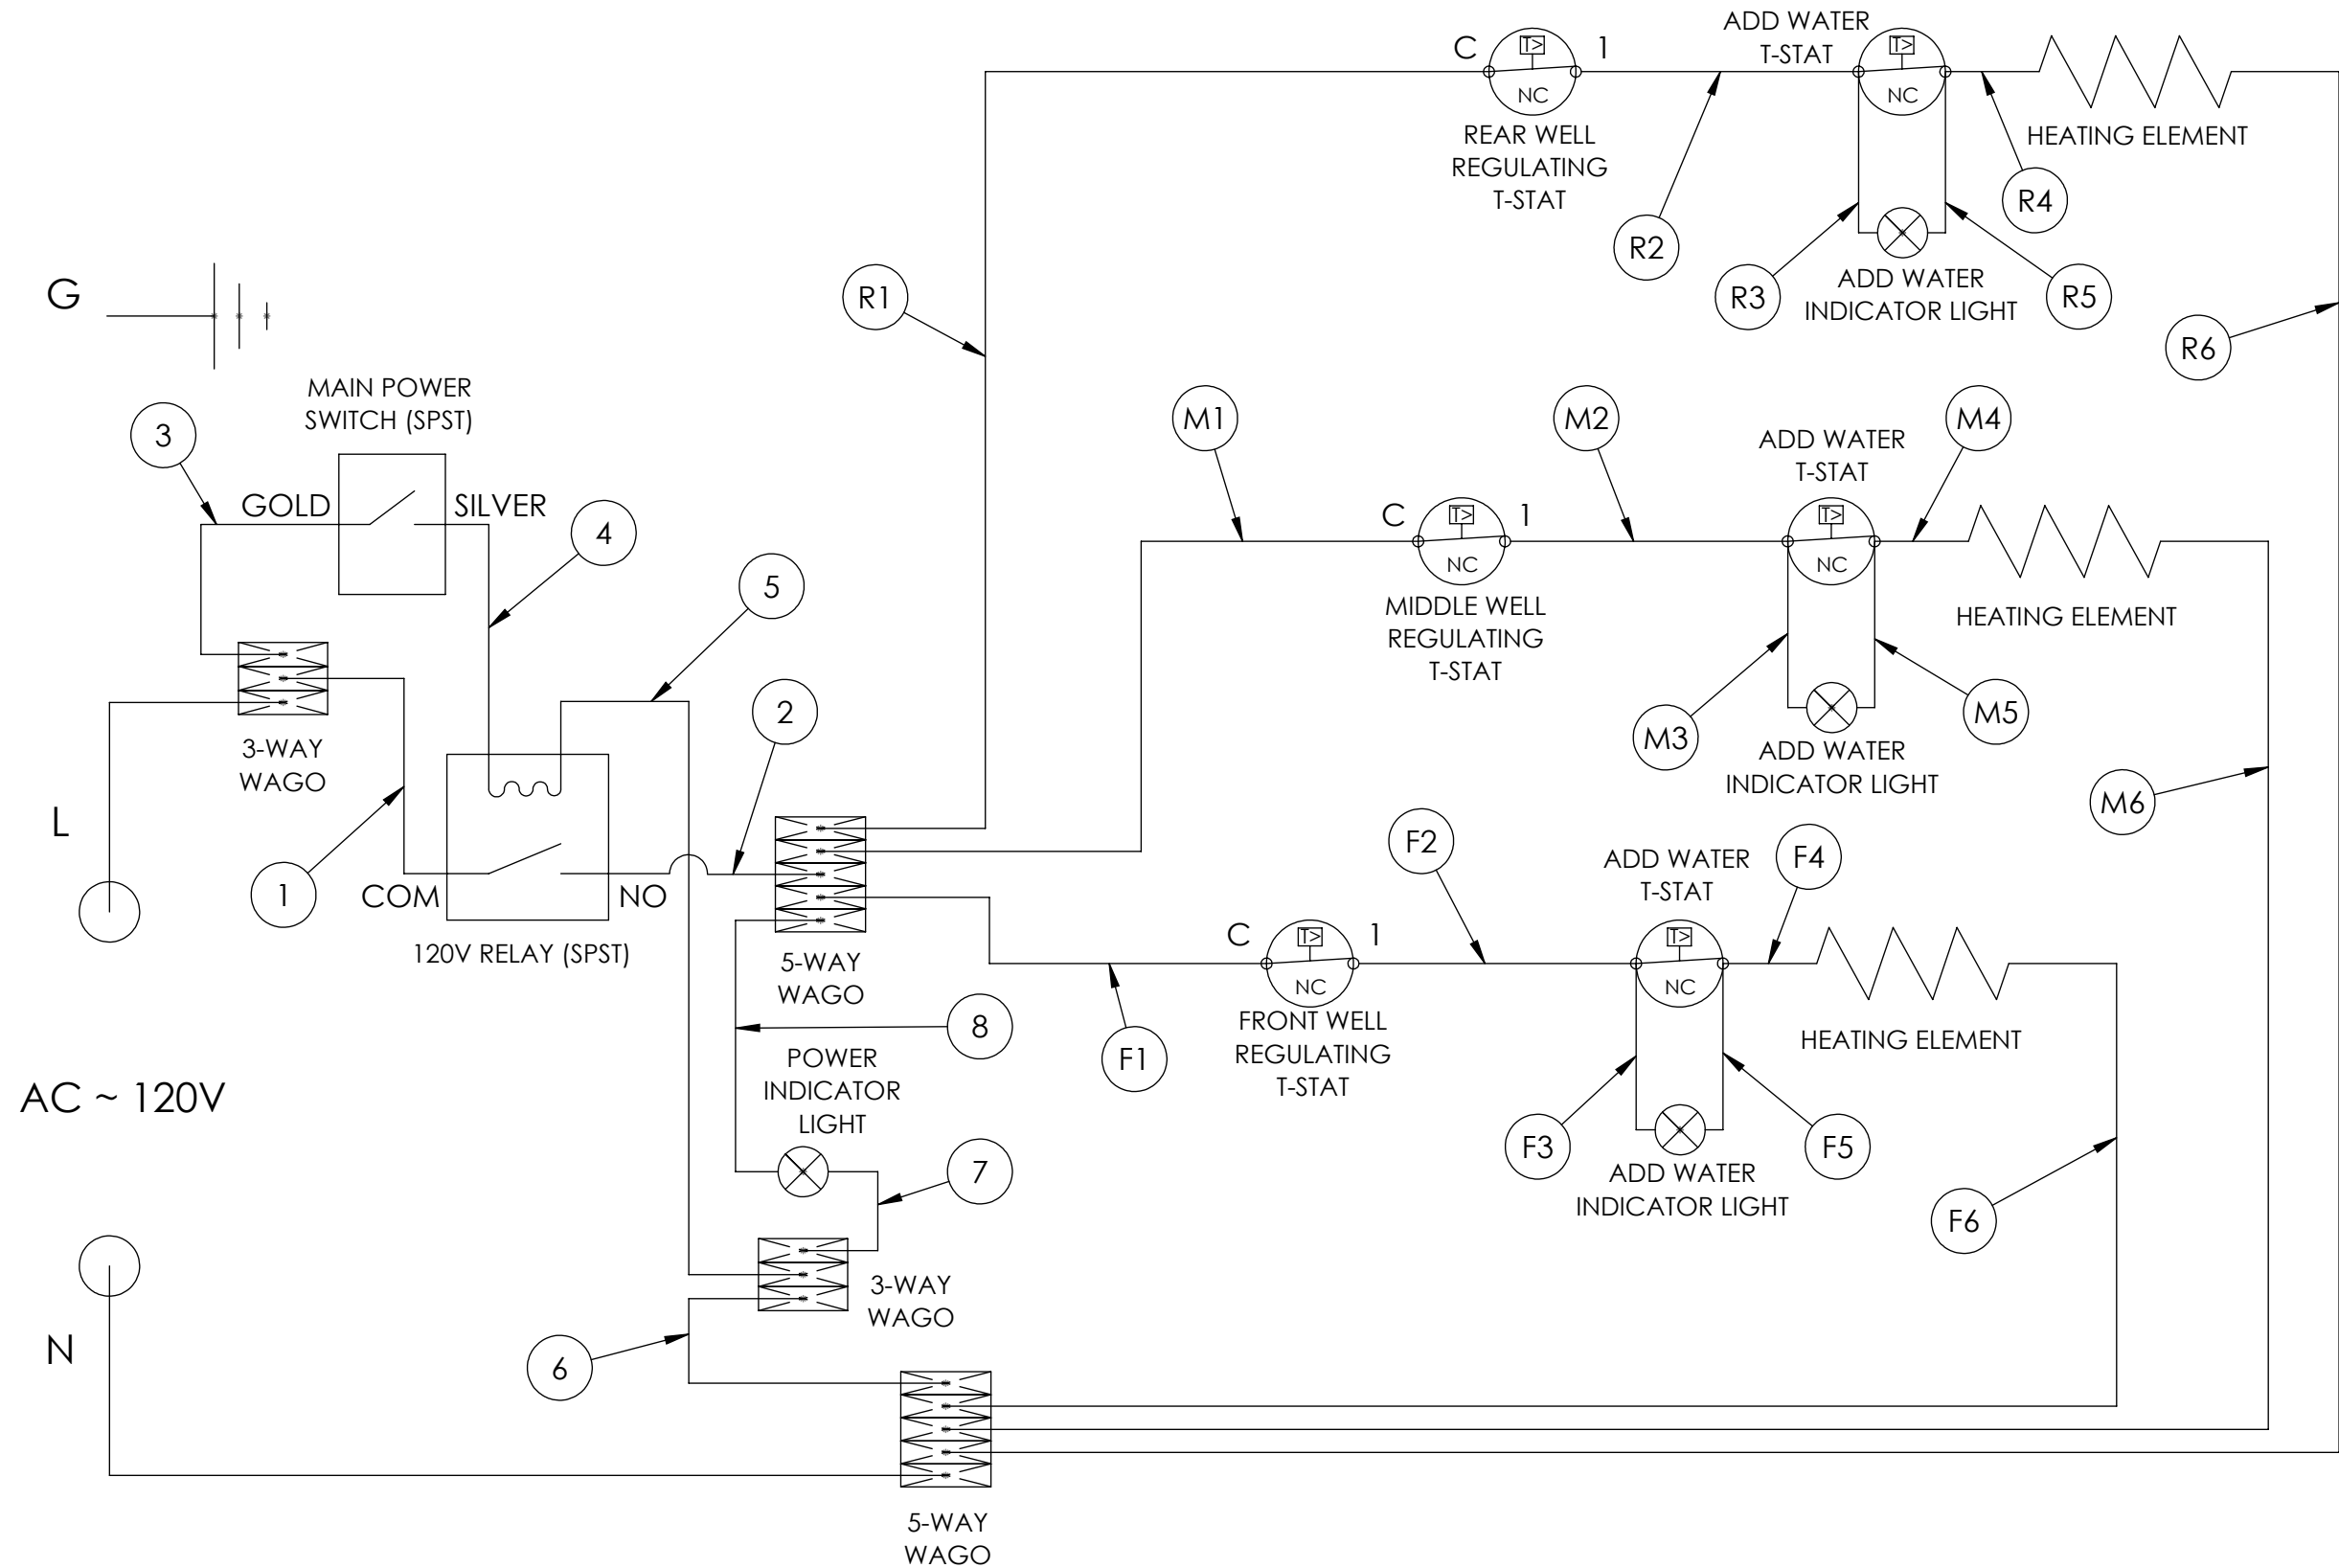 ADD WATER
T-STAT
C
T>
1
NC
T>
NC
REAR WELL
REGULATING
T-STAT
HEATING ELEMENT
R2
R4
R1
R3
ADD WATER
INDICATOR LIGHT
R5
R6
G
MAIN POWER
SWITCH (SPST)
3
GOLD
SILVER
4
5
M1
M2
M4
ADD WATER
T-STAT
C
T>
1
NC
T>
NC
MIDDLE WELL
REGULATING
T-STAT
HEATING ELEMENT
M3
M5
ADD WATER
INDICATOR LIGHT
M6
3-WAY
WAGO
2
L
1
COM
NO
120V RELAY (SPST)
5-WAY
WAGO
F2
ADD WATER
T-STAT
F4
C
T>
1
NC
T>
NC
FRONT WELL
REGULATING
T-STAT
HEATING ELEMENT
8
F1
POWER
INDICATOR
LIGHT
AC ~ 120V
F3
F5
ADD WATER
INDICATOR LIGHT
7
F6
3-WAY
WAGO
N
6
5-WAY
WAGO